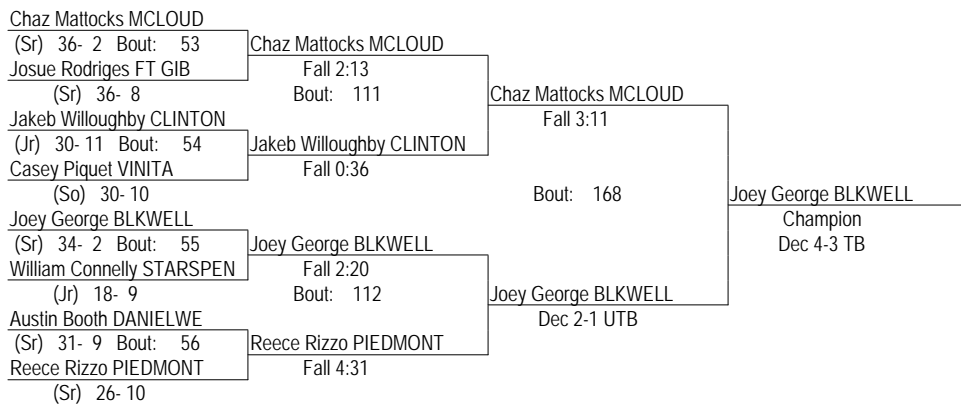 Chaz Mattocks MCLOUD
(Sr) 36- 2 Bout: 53
Josue Rodriges FT GIB
(Sr) 36- 8
Jakeb Willoughby CLINTON
(Jr) 30- 11 Bout: 54
Casey Piquet VINITA
(So) 30- 10
Joey George BLKWELL
(Sr) 34- 2 Bout: 55
William Connelly STARSPEN
(Jr) 18- 9
Austin Booth DANIELWE
(Sr) 31- 9 Bout: 56
Reece Rizzo PIEDMONT
(Sr) 26- 10
Chaz Mattocks MCLOUD
Fall 2:13
Bout: 111
Jakeb Willoughby CLINTON
Fall 0:36
Joey George BLKWELL
Fall 2:20
Bout: 112
Reece Rizzo PIEDMONT
Fall 4:31
Chaz Mattocks MCLOUD
Fall 3:11
Bout: 168
Joey George BLKWELL
Dec 2-1 UTB
Joey George BLKWELL
Champion
Dec 4-3 TB